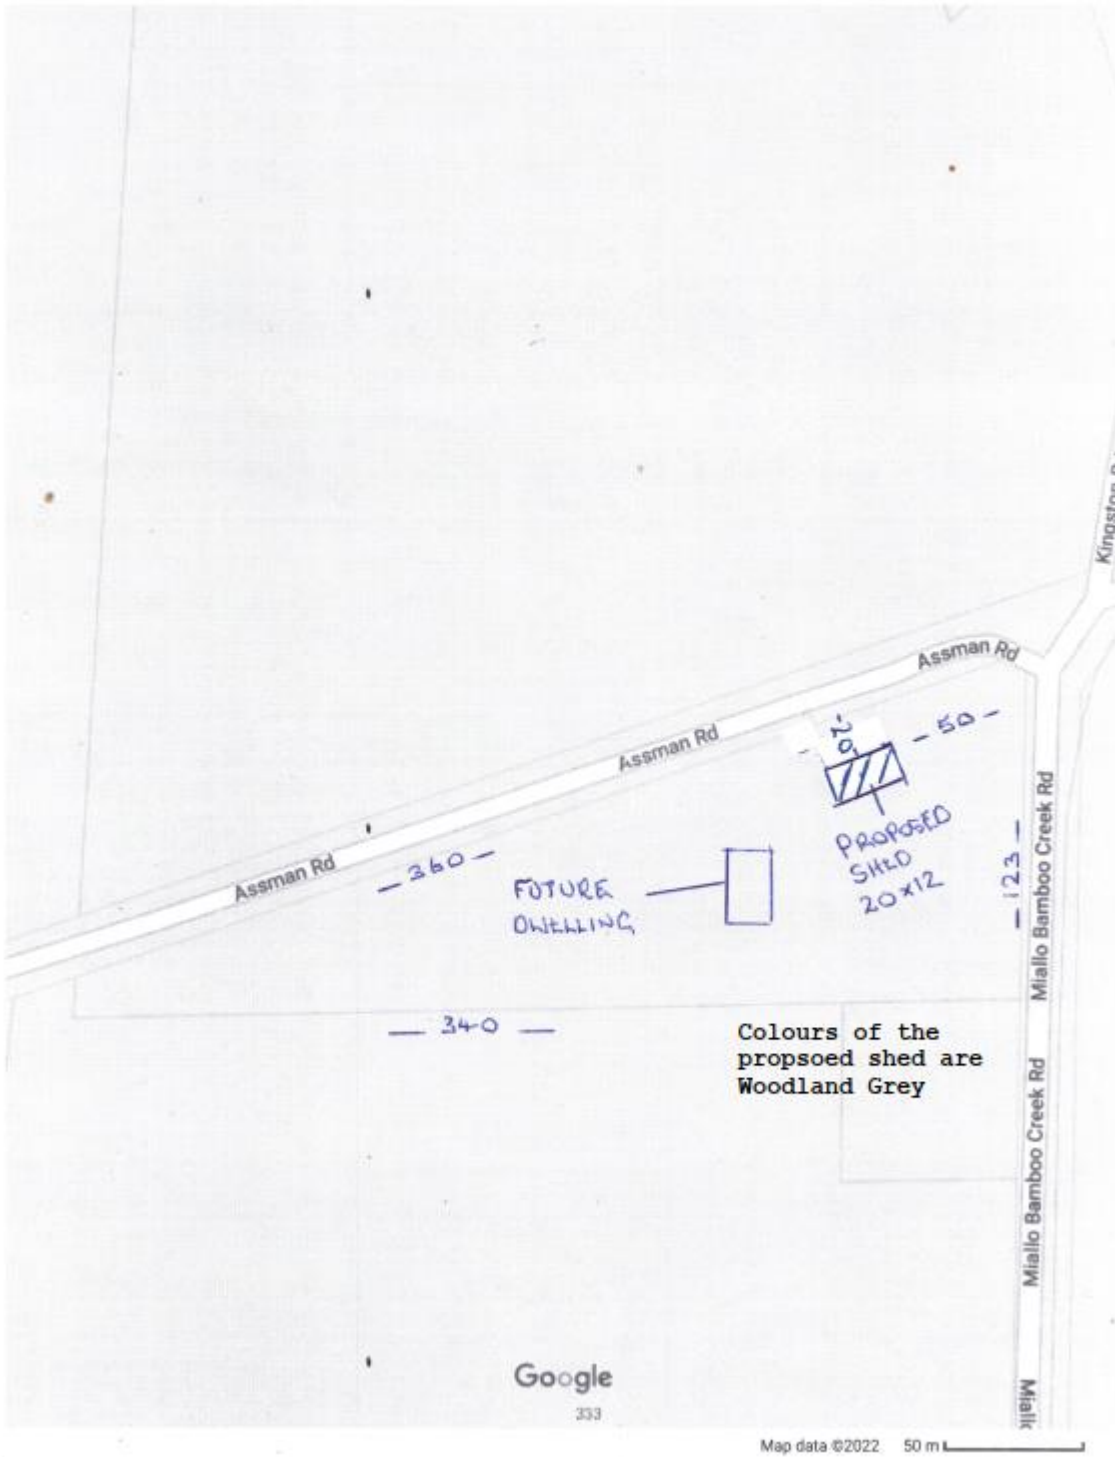 Kingston
Assman Rd
- 50 -
-20-
Assman Rd
PROPOSED
SHED
20x12
Miallo Bamboo Creek Rd
- 123 -
Assman Rd
- 360 -
FUTURE
DWELLING
- 340 -
Colours of the
propsoed shed are
Woodland Grey
Miallo Bamboo Creek Rd
Google
333
Map data ©2022 50 m